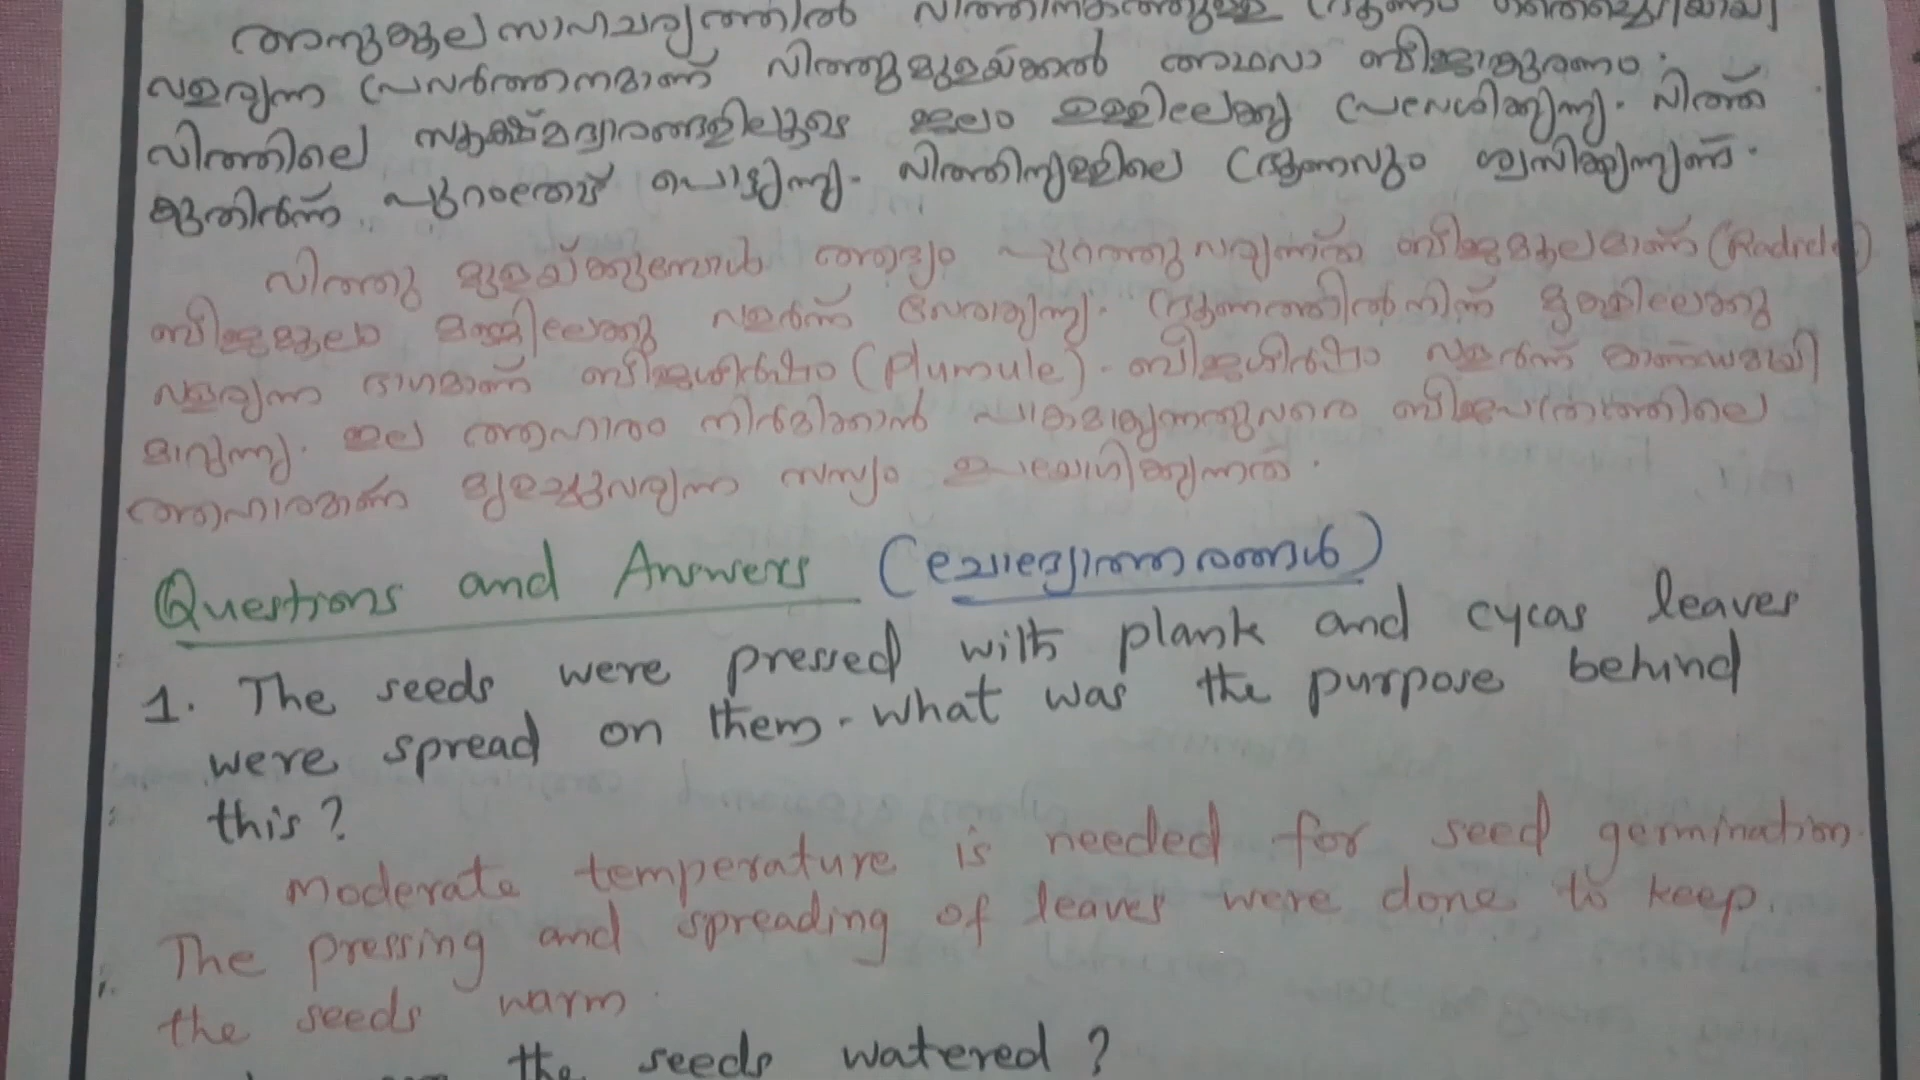 അനുകൂല സാഹചര്യത്തിൽ വിത്തിനകത്തുള്ള ഭ്രൂണം തൈച്ചെടിയായി
വളരുന്ന പ്രവർത്തനമാണ് വിത്തുമുളയ്ക്കൽ അഥവാ ബീജാങ്കുരണം.
വിത്തിലെ സൂക്ഷ്മദ്വാരങ്ങളിലൂടെ ജലം ഉള്ളിലേക്കു പ്രവേശിക്കുന്നു. വിത്ത്
കുതിർന്ന് പുറംതോട് പൊട്ടുന്നു. വിത്തിനുള്ളിലെ ഭ്രൂണവും ശ്വസിക്കുന്നുണ്ട്.
വിത്തു മുളയ്ക്കുമ്പോൾ ആദ്യം പുറത്തുവരുന്നത് ബീജമൂലമാണ് (Radicle)
ബീജമൂലം മണ്ണിലേക്കു വളർന്ന് വേരാകുന്നു. ഭ്രൂണത്തിൽനിന്ന് മുകളിലേക്കു
വളരുന്ന ഭാഗമാണ് ബീജശീർഷം (Plumule). ബീജശീർഷം വളർന്ന് കാണ്ഡമായി
മാറുന്നു. ഇല ആഹാരം നിർമിക്കാൻ പാകമാകുന്നതുവരെ ബീജപത്രത്തിലെ
ആഹാരമാണ് മുളച്ചുവരുന്ന സസ്യം ഉപയോഗിക്കുന്നത്.
Questions and Answers (ചോദ്യോത്തരങ്ങൾ)
1. The seeds were pressed with plank and cycas leaves
were spread on them. What was the purpose behind
this?
Moderate temperature is needed for seed germination.
The pressing and spreading of leaves were done to keep
the seeds warm.
the seeds watered?